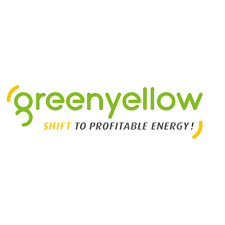 greenyellow
SHIFT TO PROFITABLE ENERGY!